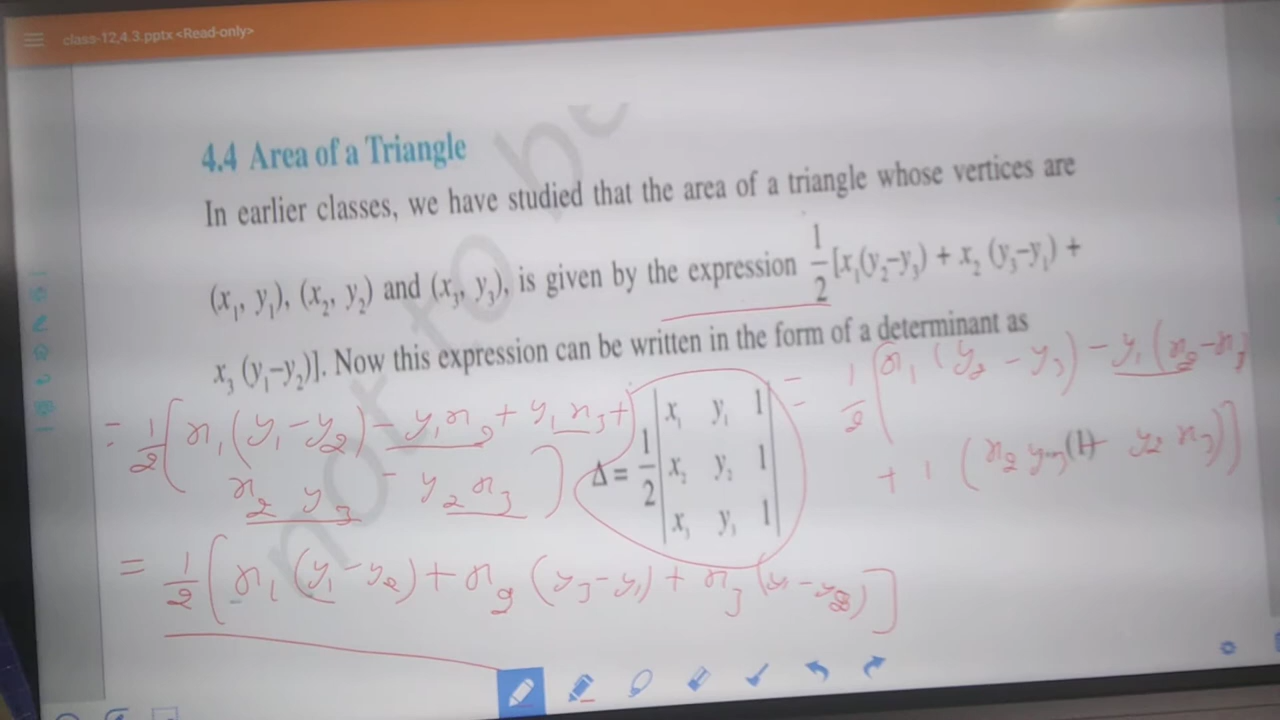 class-12,4.3.pptx <Read-only>
not to be
4.4 Area of a Triangle
In earlier classes, we have studied that the area of a triangle whose vertices are
(x₁, y₁), (x₂, y₂) and (x₃, y₃), is given by the expression 1/2 [x₁(y₂–y₃) + x₂ (y₃–y₁) +
x₃ (y₁–y₂)]. Now this expression can be written in the form of a determinant as
Δ = 1/2 | x₁ y₁ 1 |
| x₂ y₂ 1 |
| x₃ y₃ 1 |
= 1/2 [x₁ (y₂ - y₃) - y₁ (x₂ - x₃)
+ 1 (x₂ y₃ - y₂ x₃)]
= 1/2 [x₁ (y₁ - y₂) - y₁x₂ + y₁ x₃ +
x₂ y₃ - y₂ x₃]
= 1/2 [x₁ (y₁ - y₂) + x₂ (y₃ - y₁) + x₃ (y₁ - y₂)]